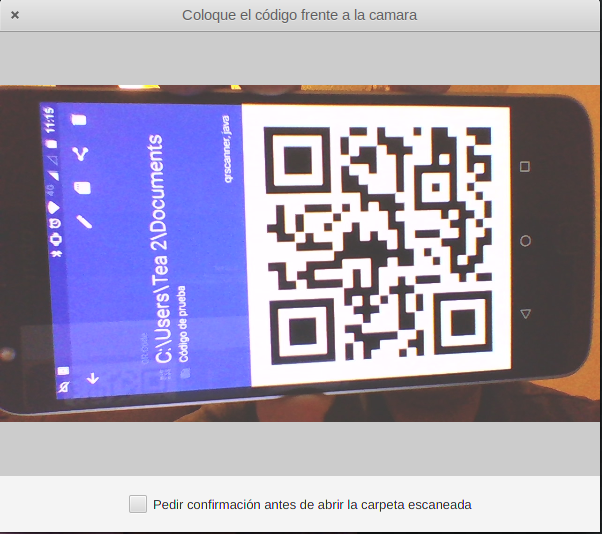 Coloque el código frente a la camara
11:15
4G
C:\Users\Tea 2\Documents
Código de prueba
qrscanner, java
Pedir confirmación antes de abrir la carpeta escaneada